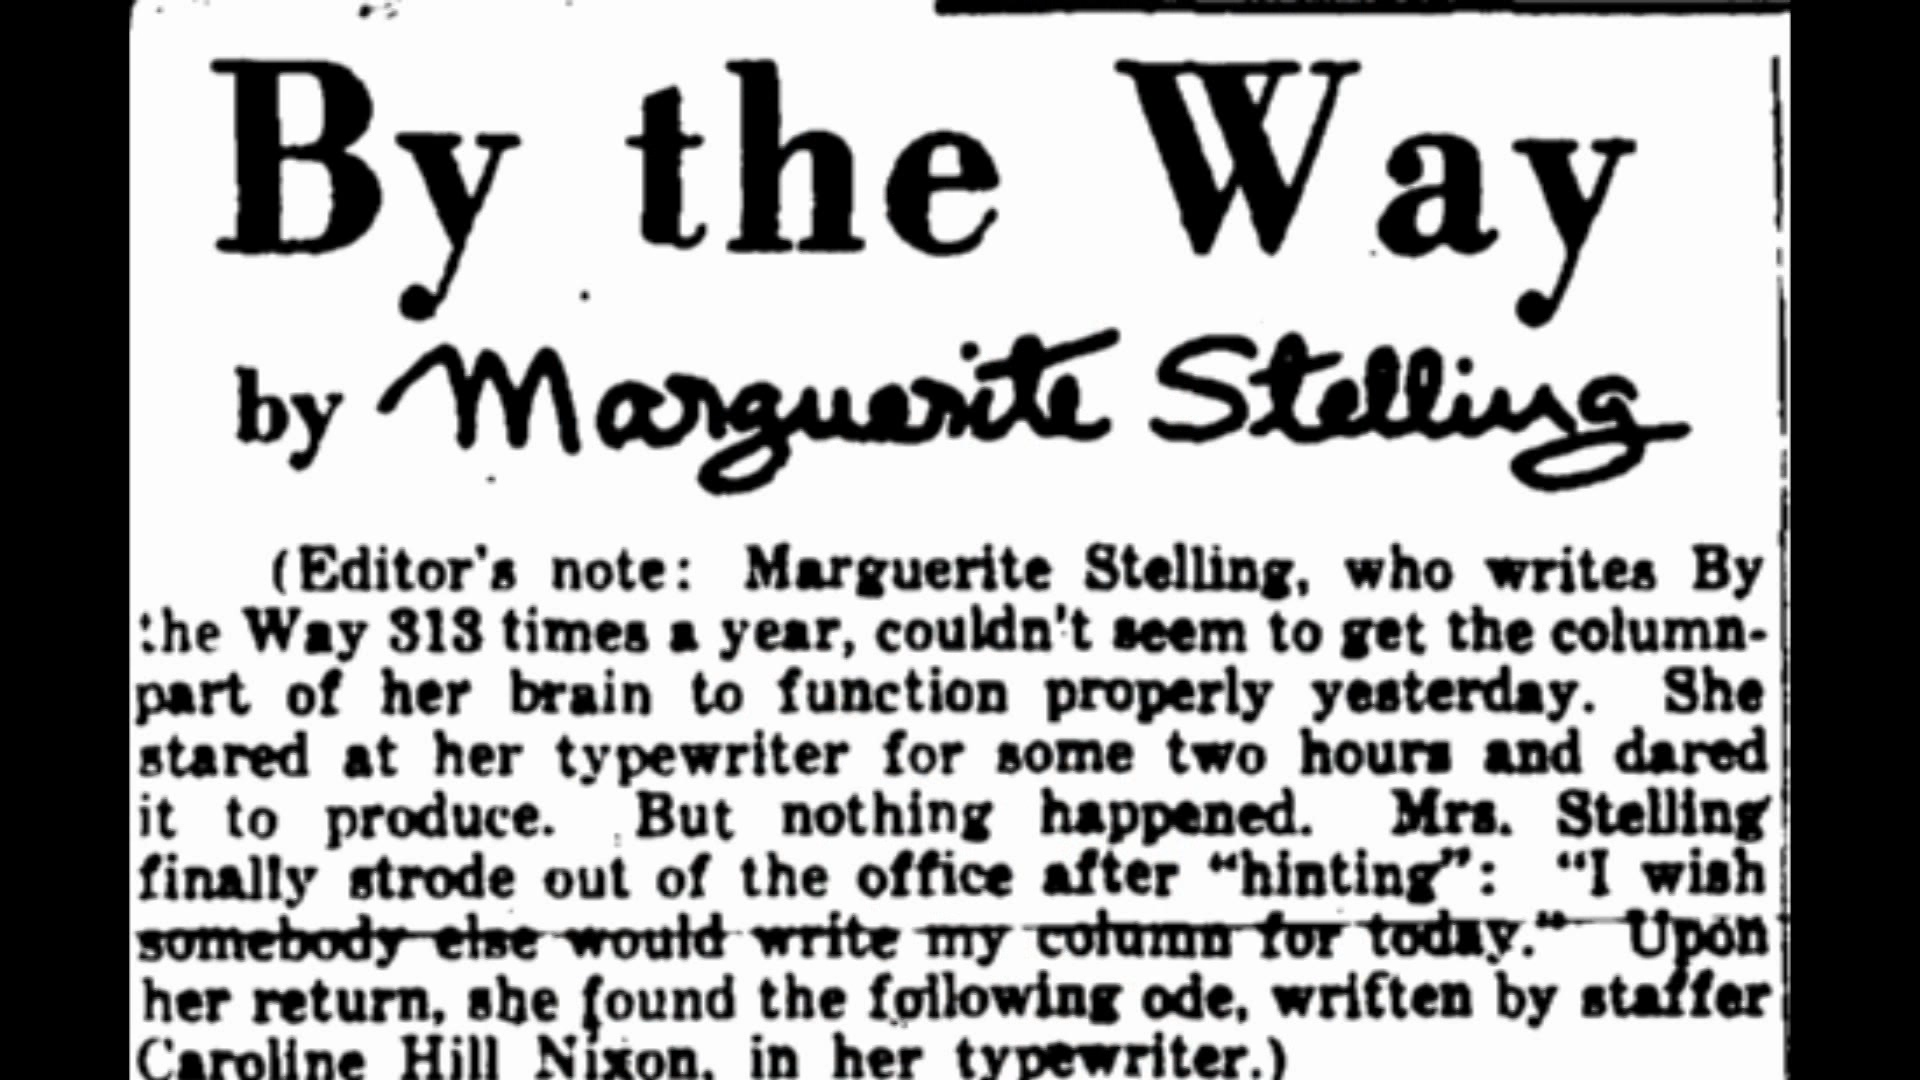 By the Way
by Marguerite Stelling
(Editor's note: Marguerite Stelling, who writes By
the Way 313 times a year, couldn't seem to get the column-
part of her brain to function properly yesterday. She
stared at her typewriter for some two hours and dared
it to produce. But nothing happened. Mrs. Stelling
finally strode out of the office after "hinting": "I wish
somebody else would write my column for today." Upon
her return, she found the following ode, written by staffer
Caroline Hill Nixon, in her typewriter.)